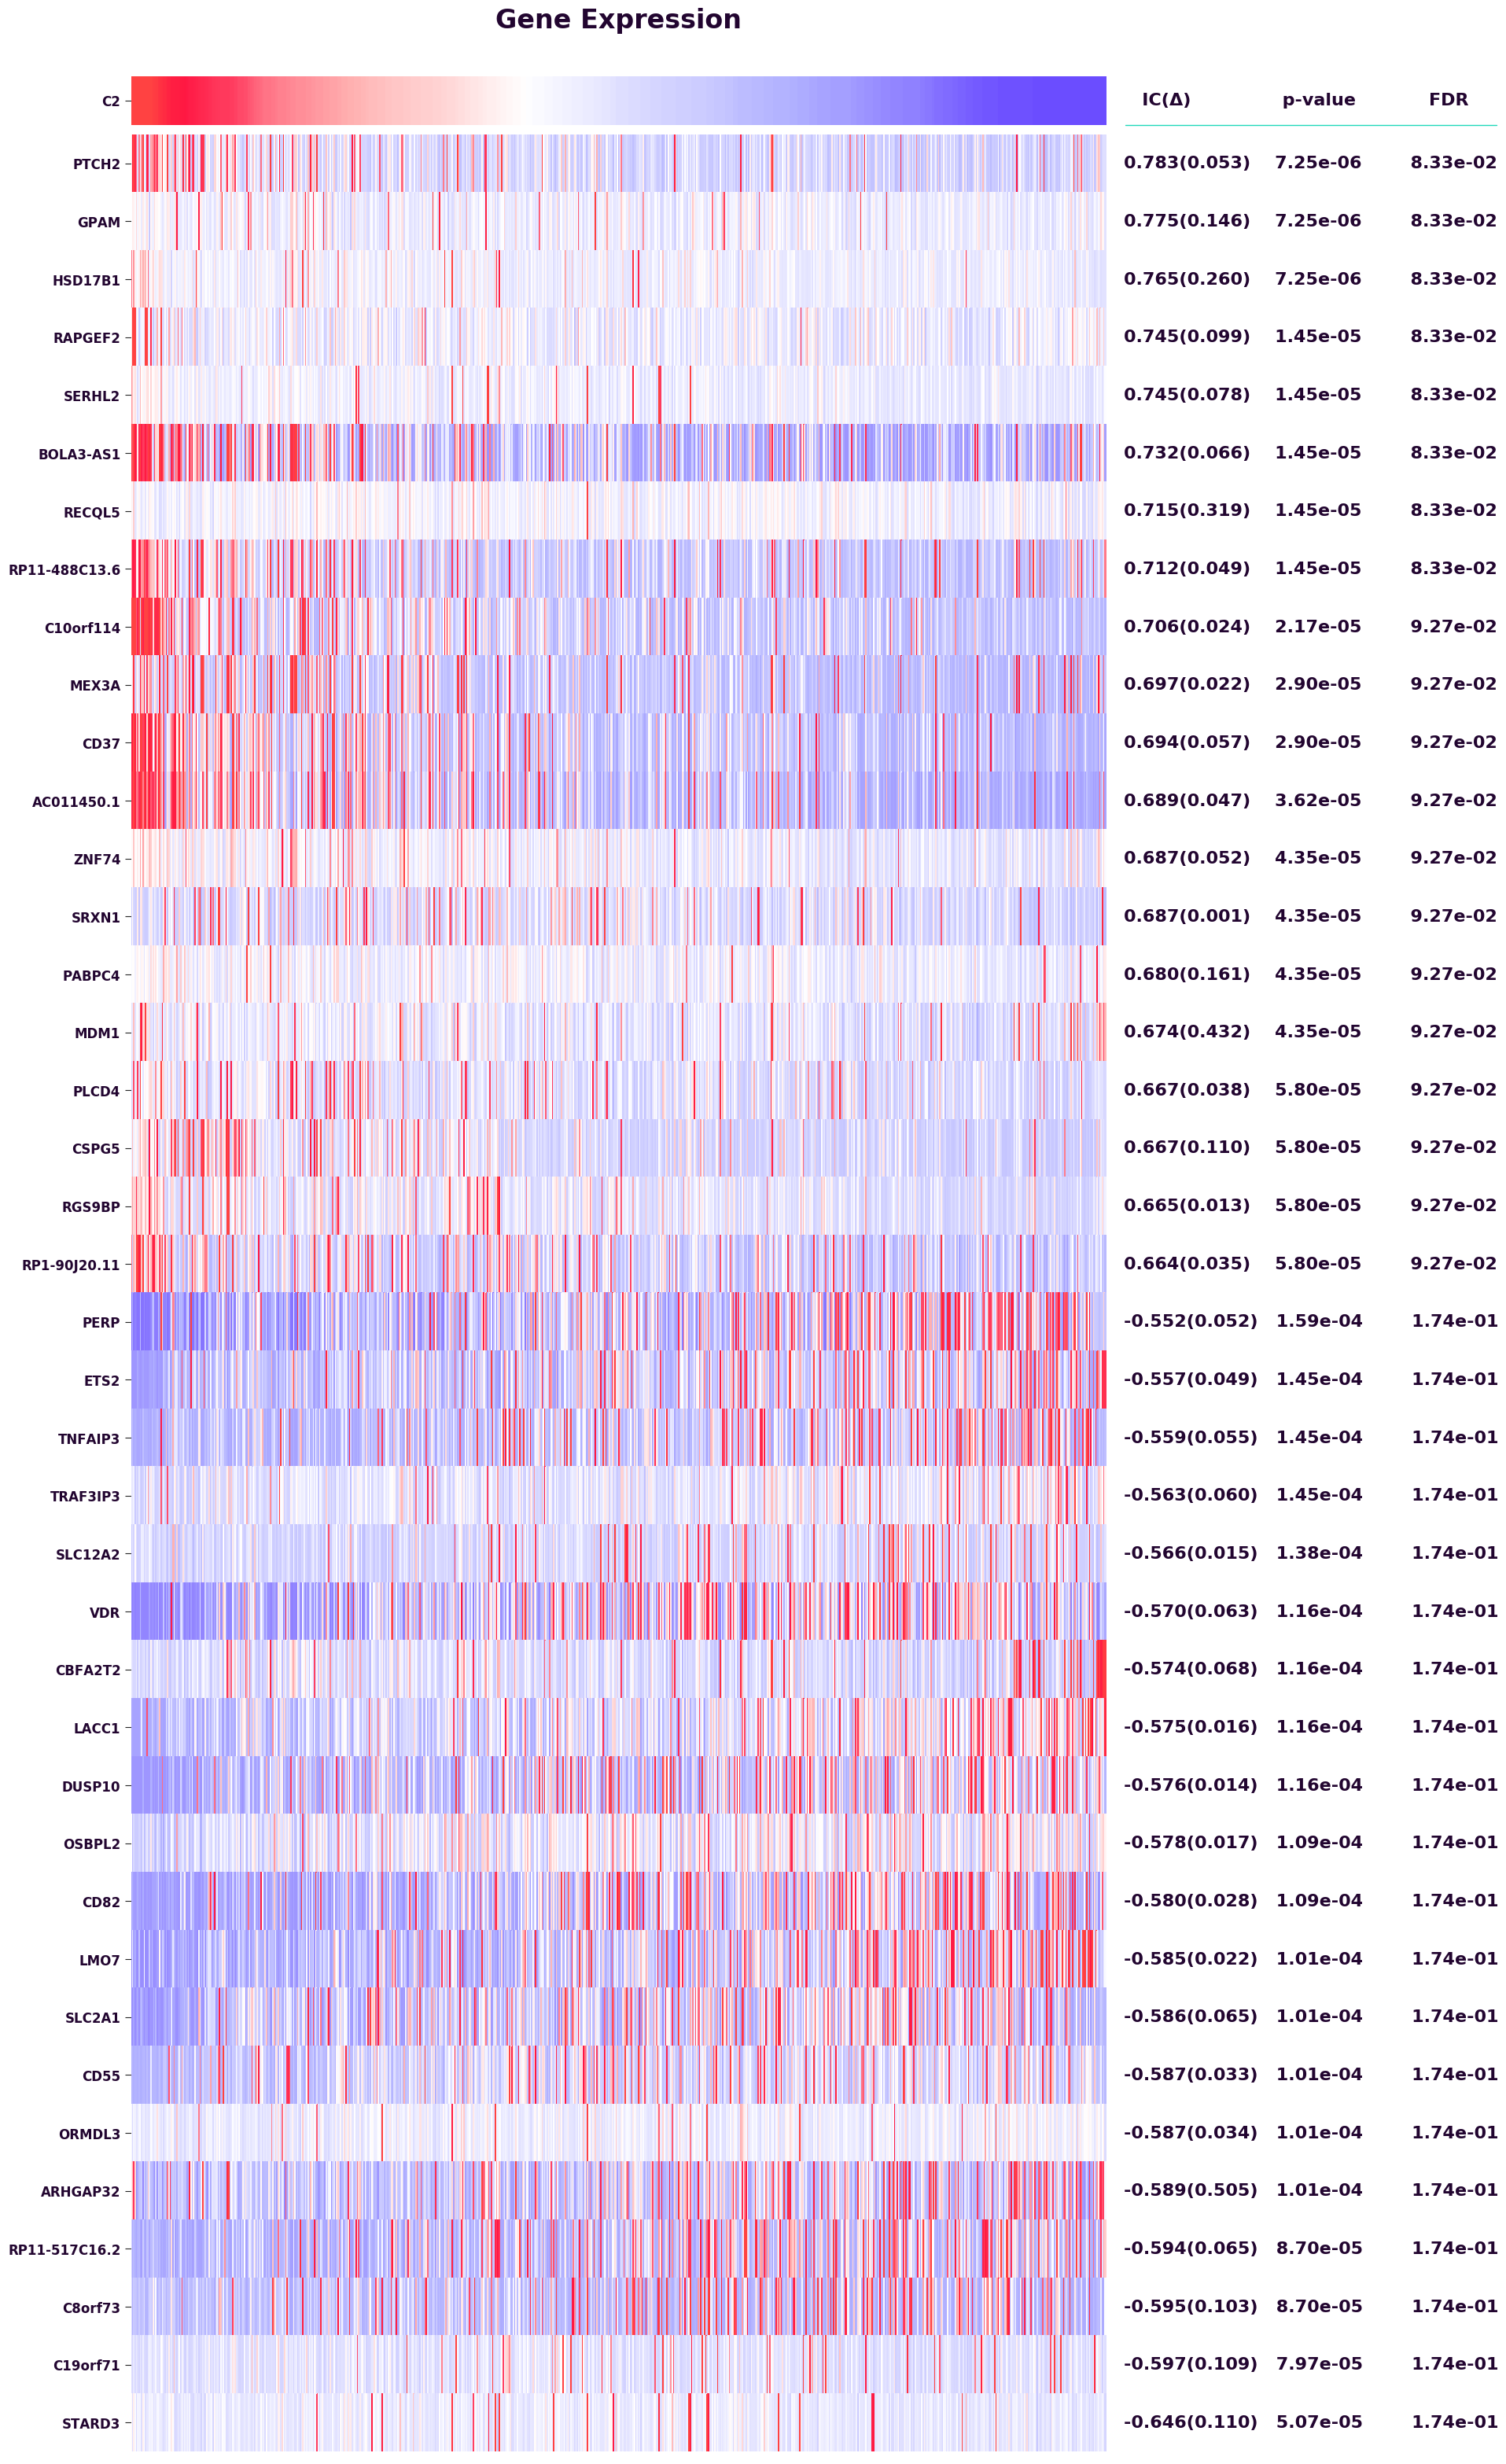 Gene Expression
C2 IC(Δ) p-value FDR
PTCH2 0.783(0.053) 7.25e-06 8.33e-02
GPAM 0.775(0.146) 7.25e-06 8.33e-02
HSD17B1 0.765(0.260) 7.25e-06 8.33e-02
RAPGEF2 0.745(0.099) 1.45e-05 8.33e-02
SERHL2 0.745(0.078) 1.45e-05 8.33e-02
BOLA3-AS1 0.732(0.066) 1.45e-05 8.33e-02
RECQL5 0.715(0.319) 1.45e-05 8.33e-02
RP11-488C13.6 0.712(0.049) 1.45e-05 8.33e-02
C10orf114 0.706(0.024) 2.17e-05 9.27e-02
MEX3A 0.697(0.022) 2.90e-05 9.27e-02
CD37 0.694(0.057) 2.90e-05 9.27e-02
AC011450.1 0.689(0.047) 3.62e-05 9.27e-02
ZNF74 0.687(0.052) 4.35e-05 9.27e-02
SRXN1 0.687(0.001) 4.35e-05 9.27e-02
PABPC4 0.680(0.161) 4.35e-05 9.27e-02
MDM1 0.674(0.432) 4.35e-05 9.27e-02
PLCD4 0.667(0.038) 5.80e-05 9.27e-02
CSPG5 0.667(0.110) 5.80e-05 9.27e-02
RGS9BP 0.665(0.013) 5.80e-05 9.27e-02
RP1-90J20.11 0.664(0.035) 5.80e-05 9.27e-02
PERP -0.552(0.052) 1.59e-04 1.74e-01
ETS2 -0.557(0.049) 1.45e-04 1.74e-01
TNFAIP3 -0.559(0.055) 1.45e-04 1.74e-01
TRAF3IP3 -0.563(0.060) 1.45e-04 1.74e-01
SLC12A2 -0.566(0.015) 1.38e-04 1.74e-01
VDR -0.570(0.063) 1.16e-04 1.74e-01
CBFA2T2 -0.574(0.068) 1.16e-04 1.74e-01
LACC1 -0.575(0.016) 1.16e-04 1.74e-01
DUSP10 -0.576(0.014) 1.16e-04 1.74e-01
OSBPL2 -0.578(0.017) 1.09e-04 1.74e-01
CD82 -0.580(0.028) 1.09e-04 1.74e-01
LMO7 -0.585(0.022) 1.01e-04 1.74e-01
SLC2A1 -0.586(0.065) 1.01e-04 1.74e-01
CD55 -0.587(0.033) 1.01e-04 1.74e-01
ORMDL3 -0.587(0.034) 1.01e-04 1.74e-01
ARHGAP32 -0.589(0.505) 1.01e-04 1.74e-01
RP11-517C16.2 -0.594(0.065) 8.70e-05 1.74e-01
C8orf73 -0.595(0.103) 8.70e-05 1.74e-01
C19orf71 -0.597(0.109) 7.97e-05 1.74e-01
STARD3 -0.646(0.110) 5.07e-05 1.74e-01